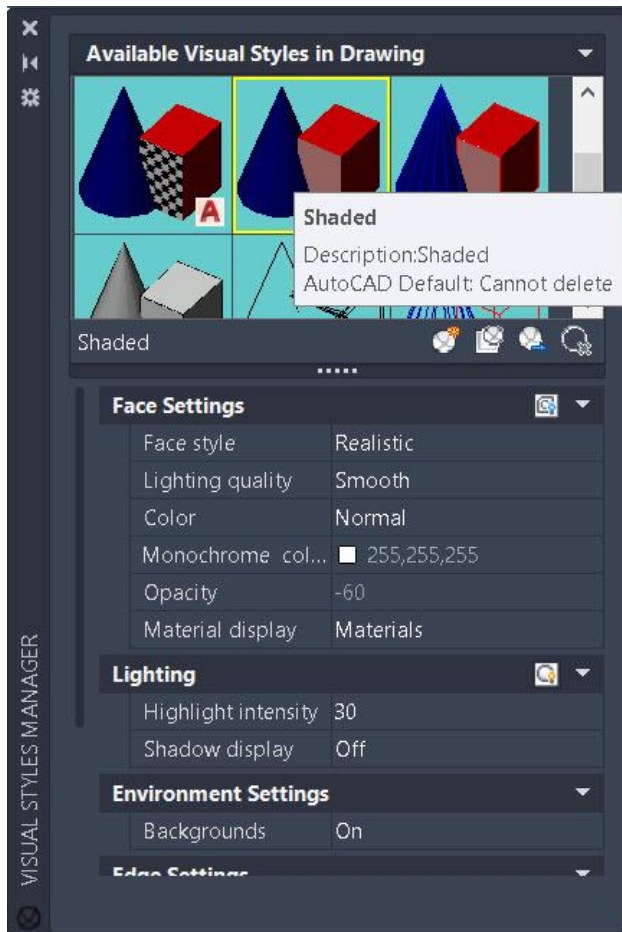 Available Visual Styles in Drawing
A
Shaded
Description:Shaded
AutoCAD Default: Cannot delete
Shaded
Face Settings
Face style Realistic
Lighting quality Smooth
Color Normal
Monochrome col... 255,255,255
Opacity -60
Material display Materials
Lighting
Highlight intensity 30
Shadow display Off
Environment Settings
Backgrounds On
Edge Settings
VISUAL STYLES MANAGER